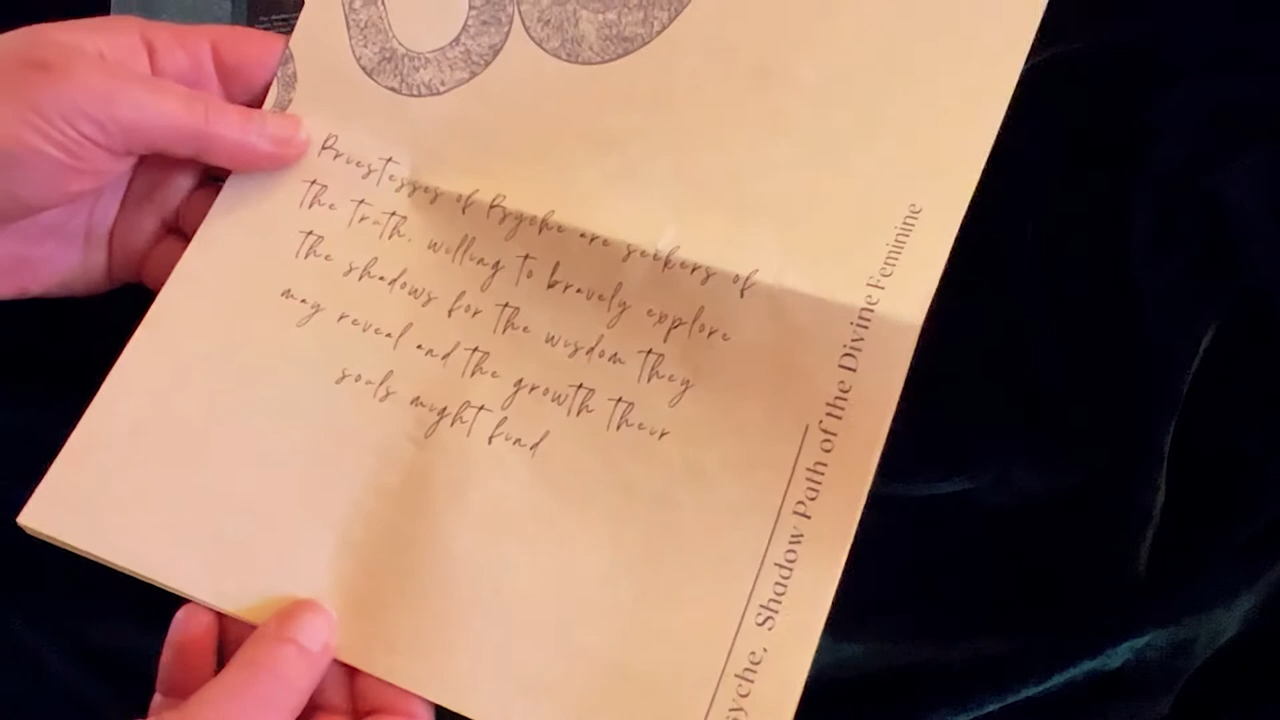 Priestesses of Psyche are seekers of
the truth, willing to bravely explore
the shadows for the wisdom they
may reveal and the growth their
souls might find
syche, Shadow Path of the Divine Feminine